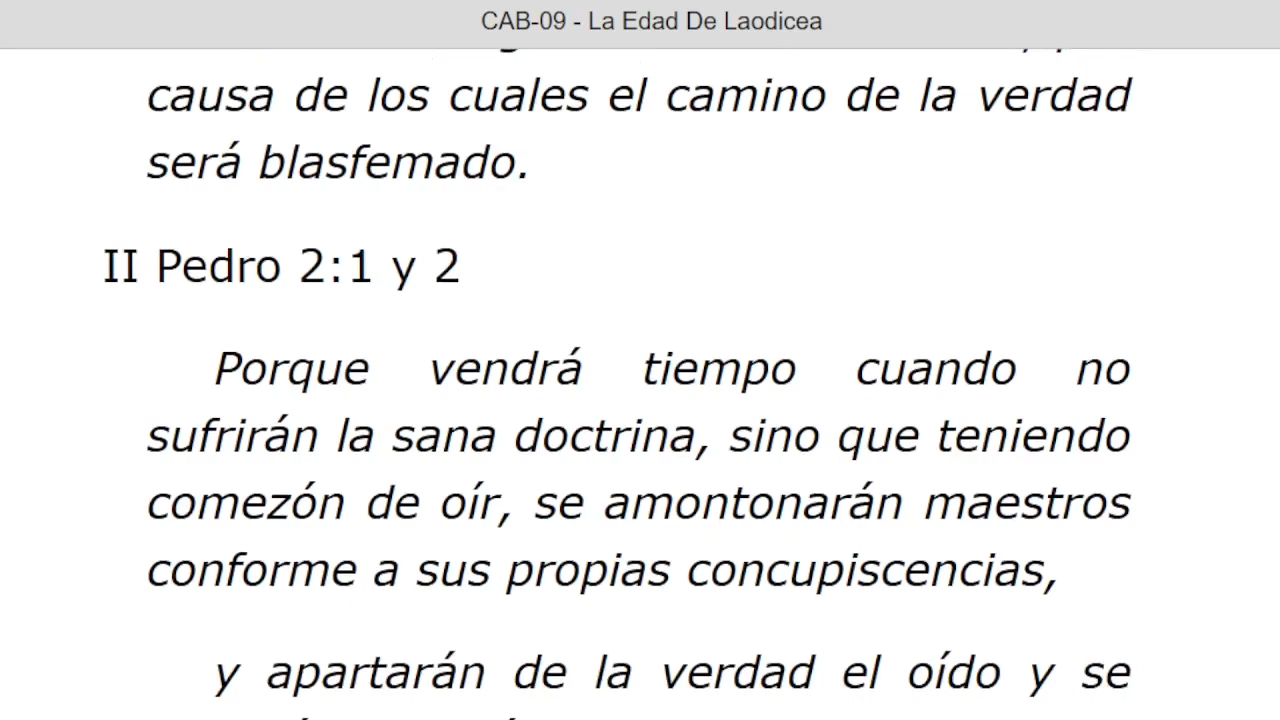 CAB-09 - La Edad De Laodicea
causa de los cuales el camino de la verdad
será blasfemado.
II Pedro 2:1 y 2
Porque vendrá tiempo cuando no
sufrirán la sana doctrina, sino que teniendo
comezón de oír, se amontonarán maestros
conforme a sus propias concupiscencias,
y apartarán de la verdad el oído y se